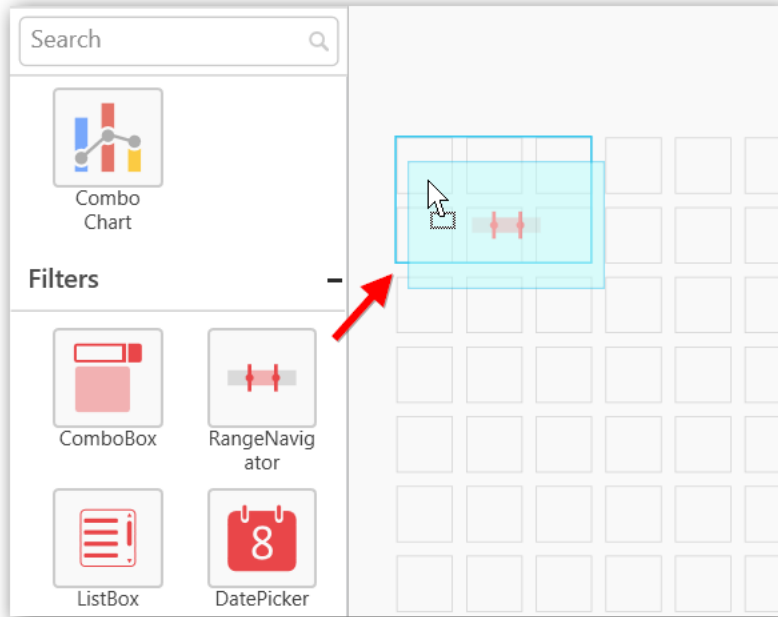 Search
Combo
Chart
Filters
ComboBox
RangeNavig
ator
8
ListBox
DatePicker